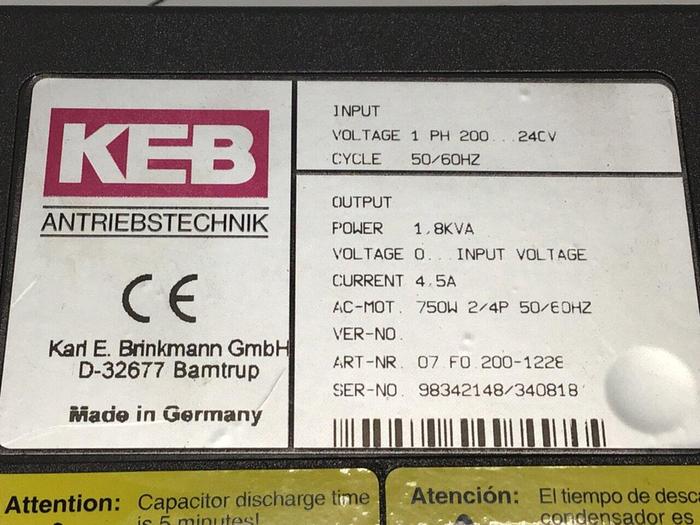 KEB
ANTRIEBSTECHNIK
CE
Karl E. Brinkmann GmbH
D-32677 Barntrup
Made in Germany
INPUT
VOLTAGE 1 PH 200...240V
CYCLE 50/60HZ
OUTPUT
POWER 1,8KVA
VOLTAGE 0...INPUT VOLTAGE
CURRENT 4,5A
AC-MOT. 750W 2/4P 50/60HZ
VER-NO.
ART-NR. 07.F0.200-1228
SER-NO. 98342148/340818
Attention: Capacitor discharge time
is 5 minutes!
Atención: El tiempo de desca
condensador es